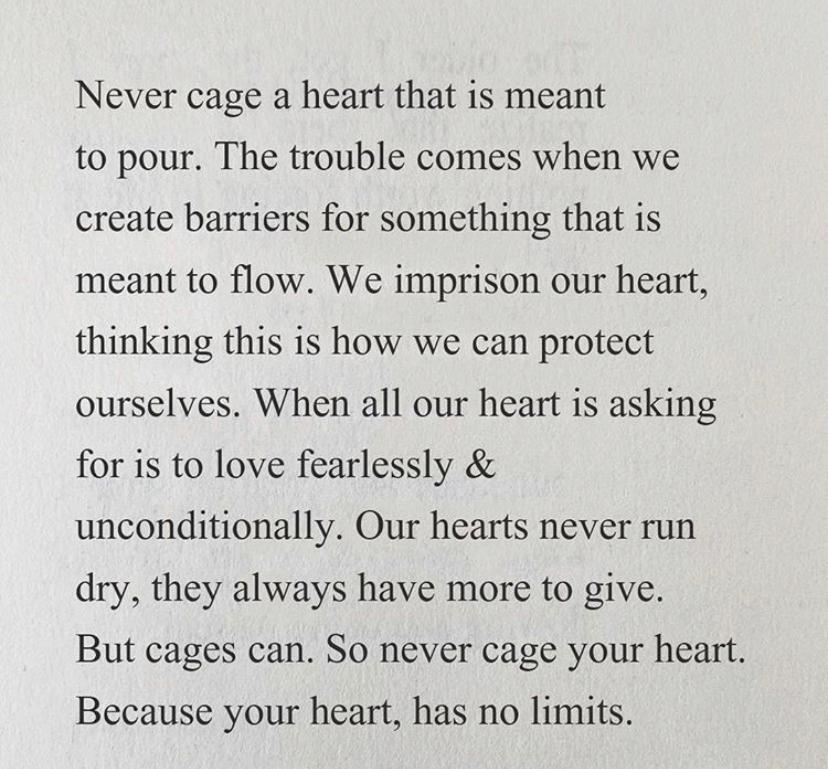 Never cage a heart that is meant
to pour. The trouble comes when we
create barriers for something that is
meant to flow. We imprison our heart,
thinking this is how we can protect
ourselves. When all our heart is asking
for is to love fearlessly &
unconditionally. Our hearts never run
dry, they always have more to give.
But cages can. So never cage your heart.
Because your heart, has no limits.